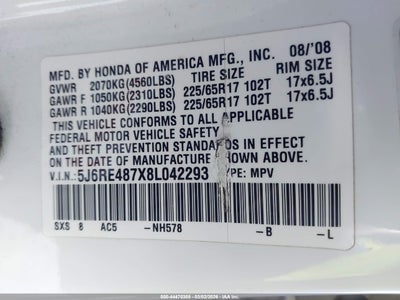 MFD. BY HONDA OF AMERICA MFG., INC. 08/'08
GVWR 2070KG(4560LBS) TIRE SIZE RIM SIZE
GAWR F 1050KG(2310LBS) 225/65R17 102T 17x6.5J
GAWR R 1040KG(2290LBS) 225/65R17 102T 17x6.5J
THIS VEHICLE CONFORMS TO ALL APPLICABLE
FEDERAL MOTOR VEHICLE SAFETY
STANDARDS IN EFFECT ON THE DATE OF
MANUFACTURE SHOWN ABOVE.
V.I.N.: 5J6RE487X8L042293 TYPE: MPV
SXS 8 AC5 -NH578 -B -L